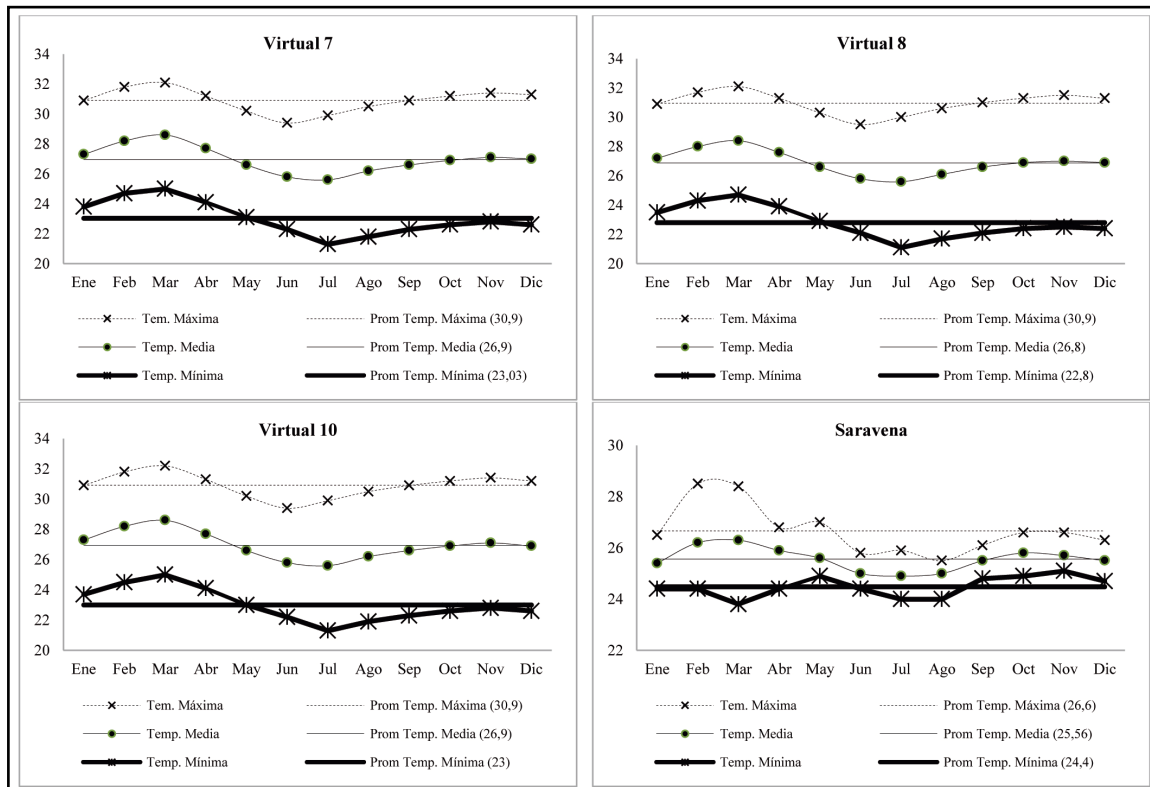 Virtual 7
34
32
30
28
26
24
22
20
Ene Feb Mar Abr May Jun Jul Ago Sep Oct Nov Dic
Tem. Máxima Prom Temp. Máxima (30,9)
Temp. Media Prom Temp. Media (26,9)
Temp. Mínima Prom Temp. Mínima (23,03)
Virtual 8
34
32
30
28
26
24
22
20
Ene Feb Mar Abr May Jun Jul Ago Sep Oct Nov Dic
Tem. Máxima Prom Temp. Máxima (30,9)
Temp. Media Prom Temp. Media (26,8)
Temp. Mínima Prom Temp. Mínima (22,8)
Virtual 10
34
32
30
28
26
24
22
20
Ene Feb Mar Abr May Jun Jul Ago Sep Oct Nov Dic
Tem. Máxima Prom Temp. Máxima (30,9)
Temp. Media Prom Temp. Media (26,9)
Temp. Mínima Prom Temp. Mínima (23)
Saravena
30
28
26
24
22
Ene Feb Mar Abr May Jun Jul Ago Sep Oct Nov Dic
Tem. Máxima Prom Temp. Máxima (26,6)
Temp. Media Prom Temp. Media (25,56)
Temp. Mínima Prom Temp. Mínima (24,4)